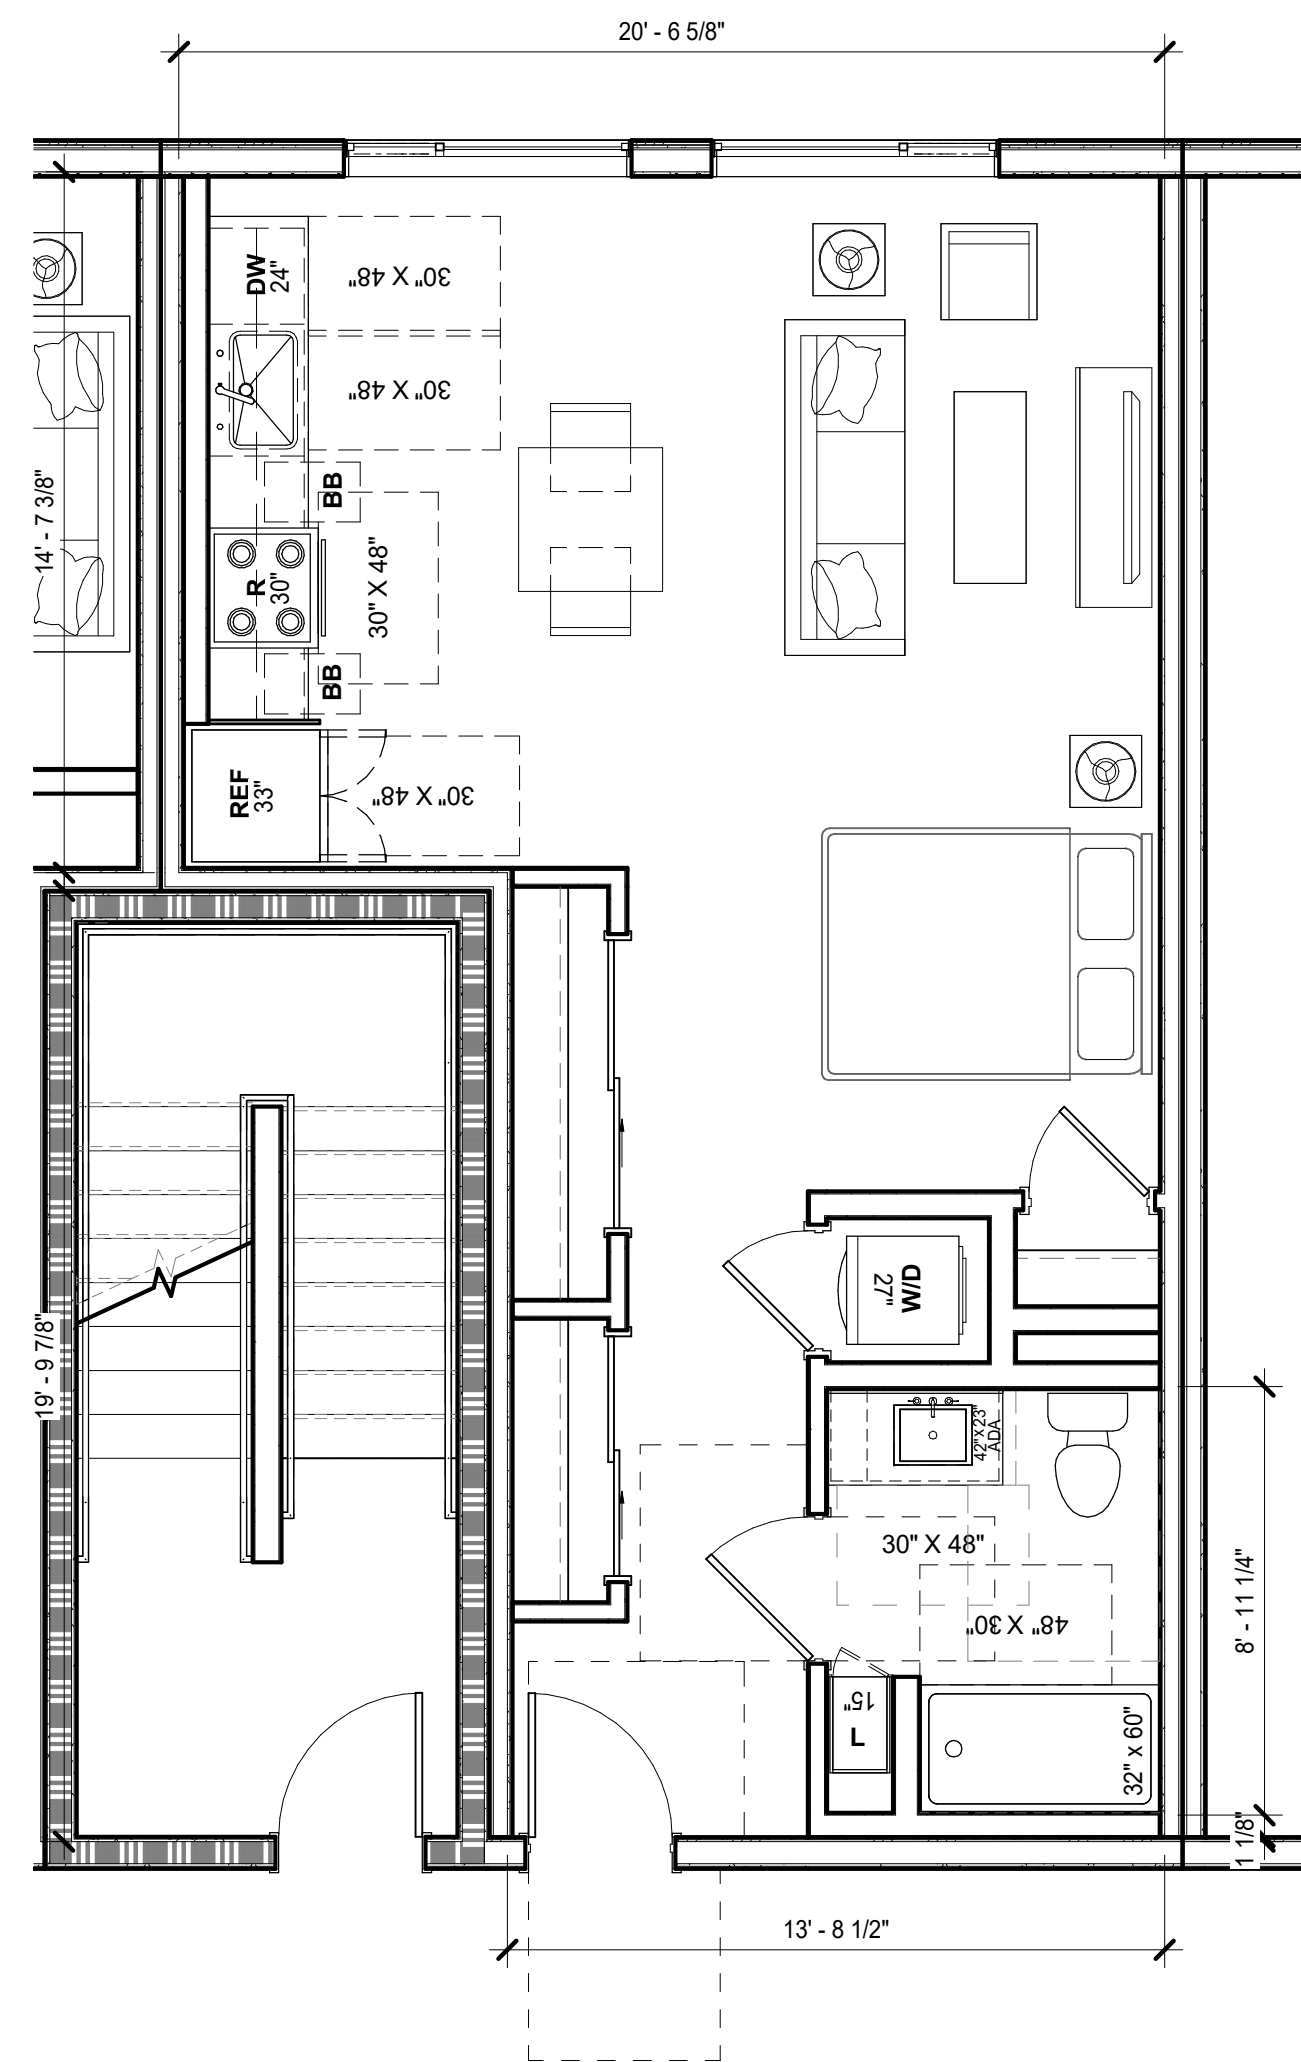 20' - 6 5/8"
DW
24"
30" X 48"
30" X 48"
14' - 7 3/8"
BB
R
30"
30" X 48"
BB
REF
33"
30" X 48"
W/D
27"
19' - 9 7/8"
42"x23"
ADA
30" X 48"
48" X 30"
8' - 11 1/4"
15"
L
32" x 60"
1 1/8"
13' - 8 1/2"